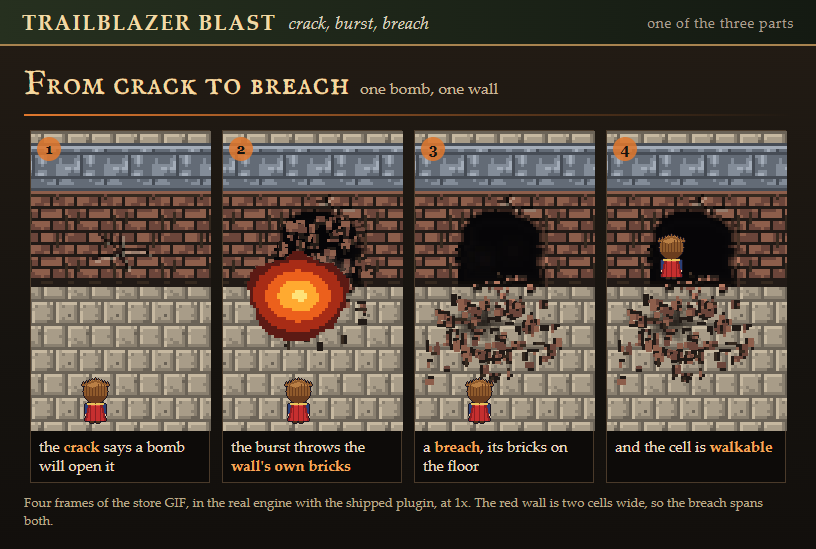 TRAILBLAZER BLAST crack, burst, breach one of the three parts
From crack to breach one bomb, one wall
1 2 3 4
the crack says a bomb
will open it
the burst throws the
wall's own bricks
a breach, its bricks on
the floor
and the cell is walkable
Four frames of the store GIF, in the real engine with the shipped plugin, at 1x. The red wall is two cells wide, so the breach spans
both.